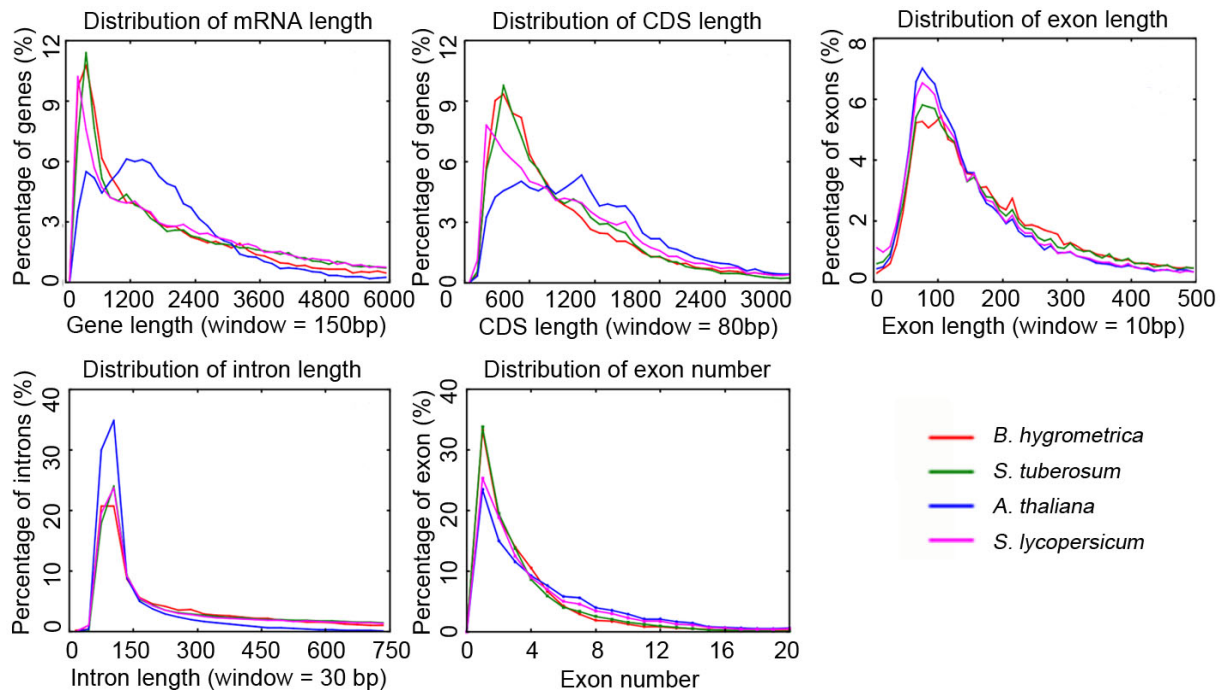 Distribution of mRNA length
Percentage of genes (%)
12
9
6
3
0
0 1200 2400 3600 4800 6000
Gene length (window = 150bp)
Distribution of CDS length
Percentage of genes (%)
12
9
6
3
0
600 1200 1800 2400 3000
CDS length (window = 80bp)
Distribution of exon length
Percentage of exons (%)
8
6
4
2
0
0 100 200 300 400 500
Exon length (window = 10bp)
Distribution of intron length
Percentage of introns (%)
40
30
20
10
0
0 150 300 450 600 750
Intron length (window = 30 bp)
Distribution of exon number
Percentage of exon (%)
40
30
20
10
0
0 4 8 12 16 20
Exon number
B. hygrometrica
S. tuberosum
A. thaliana
S. lycopersicum